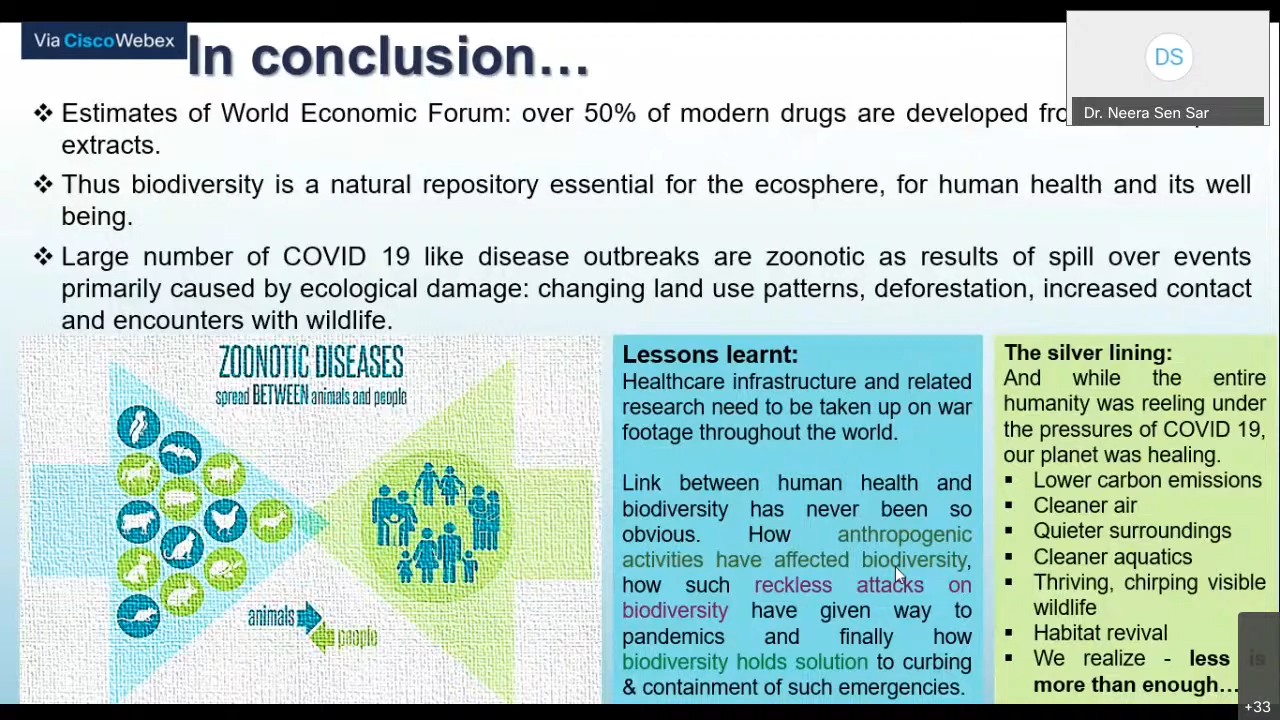 Via CiscoWebex
In conclusion…
DS
Dr. Neera Sen Sar
❖ Estimates of World Economic Forum: over 50% of modern drugs are developed
extracts.
❖ Thus biodiversity is a natural repository essential for the ecosphere, for human health and its well
being.
❖ Large number of COVID 19 like disease outbreaks are zoonotic as results of spill over events
primarily caused by ecological damage: changing land use patterns, deforestation, increased contact
and encounters with wildlife.
ZOONOTIC DISEASES
spread BETWEEN animals and people
animals
people
Lessons learnt:
Healthcare infrastructure and related
research need to be taken up on war
footage throughout the world.
Link between human health and
biodiversity has never been so
obvious. How anthropogenic
activities have affected biodiversity,
how such reckless attacks on
biodiversity have given way to
pandemics and finally how
biodiversity holds solution to curbing
& containment of such emergencies.
The silver lining:
And while the entire
humanity was reeling under
the pressures of COVID 19,
our planet was healing.
▪ Lower carbon emissions
▪ Cleaner air
▪ Quieter surroundings
▪ Cleaner aquatics
▪ Thriving, chirping visible
wildlife
▪ Habitat revival
▪ We realize - less is
more than enough…
+33